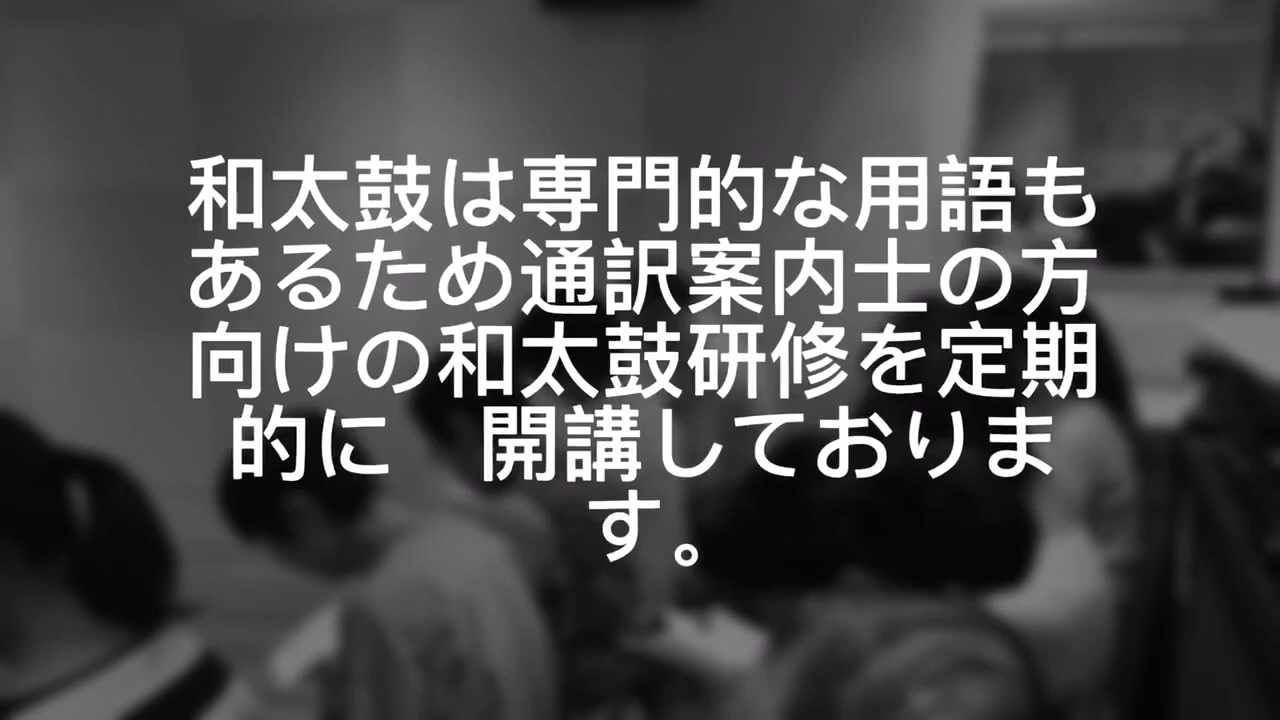 和太鼓は専門的な用語も
あるため通訳案内士の方
向けの和太鼓研修を定期
的に　開講しておりま
す。